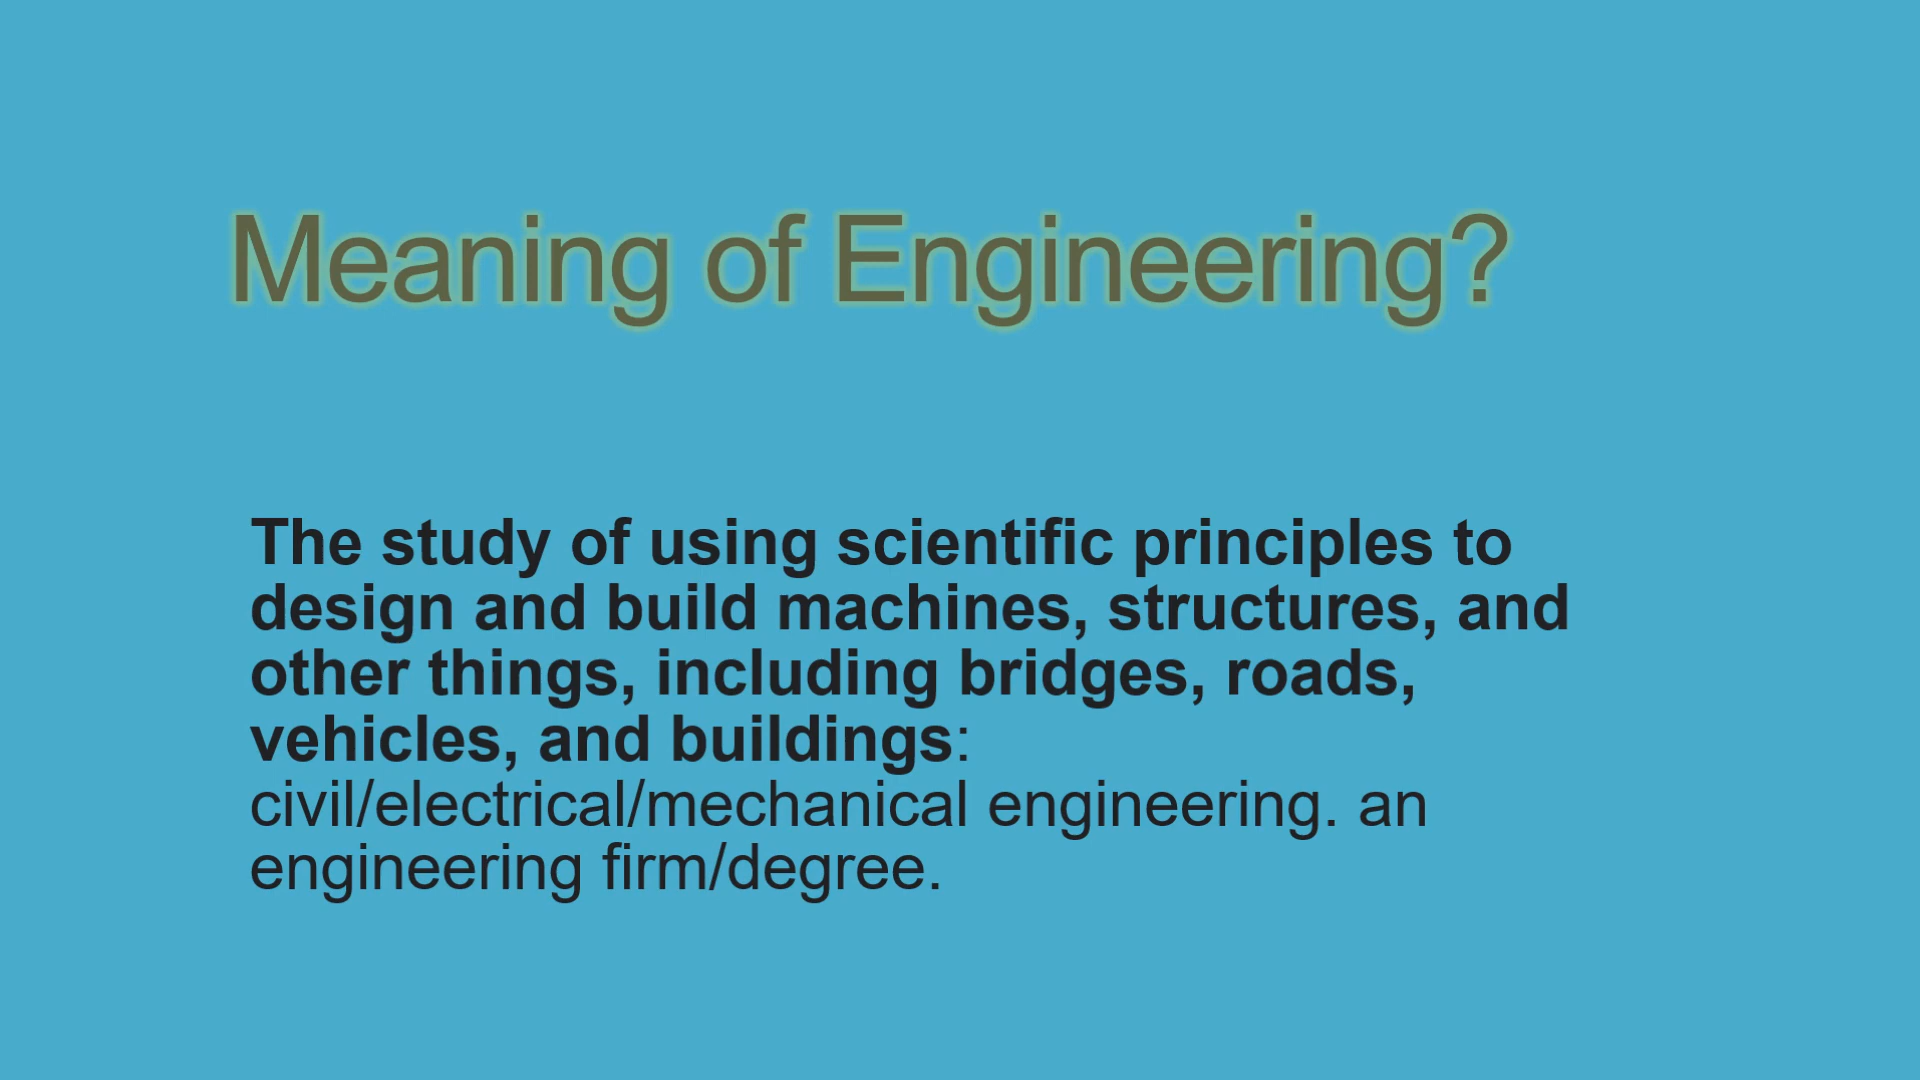 Meaning of Engineering?
The study of using scientific principles to
design and build machines, structures, and
other things, including bridges, roads,
vehicles, and buildings:
civil/electrical/mechanical engineering. an
engineering firm/degree.